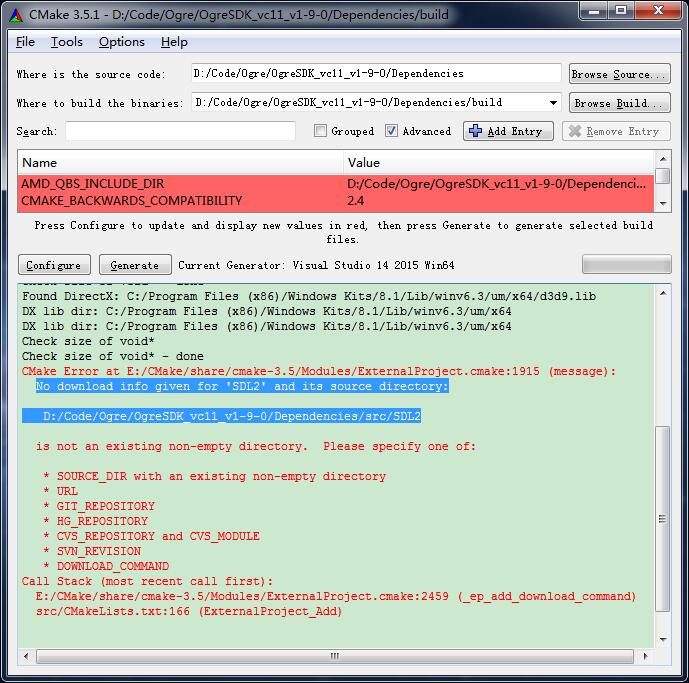 CMake 3.5.1 - D:/Code/Ogre/OgreSDK_vc11_v1-9-0/Dependencies/build
File Tools Options Help
Where is the source code: D:/Code/Ogre/OgreSDK_vc11_v1-9-0/Dependencies Browse Source...
Where to build the binaries: D:/Code/Ogre/OgreSDK_vc11_v1-9-0/Dependencies/build Browse Build...
Search: Grouped Advanced Add Entry Remove Entry
Name Value
AMD_QBS_INCLUDE_DIR D:/Code/Ogre/OgreSDK_vc11_v1-9-0/Dependenci...
CMAKE_BACKWARDS_COMPATIBILITY 2.4
Press Configure to update and display new values in red, then press Generate to generate selected build
files.
Configure Generate Current Generator: Visual Studio 14 2015 Win64
Check size of void* - done
Found DirectX: C:/Program Files (x86)/Windows Kits/8.1/Lib/winv6.3/um/x64/d3d9.lib
DX lib dir: C:/Program Files (x86)/Windows Kits/8.1/Lib/winv6.3/um/x64
DX lib dir: C:/Program Files (x86)/Windows Kits/8.1/Lib/winv6.3/um/x64
Check size of void*
Check size of void* - done
CMake Error at E:/CMake/share/cmake-3.5/Modules/ExternalProject.cmake:1915 (message):
No download info given for 'SDL2' and its source directory:
D:/Code/Ogre/OgreSDK_vc11_v1-9-0/Dependencies/src/SDL2
is not an existing non-empty directory. Please specify one of:
* SOURCE_DIR with an existing non-empty directory
* URL
* GIT_REPOSITORY
* HG_REPOSITORY
* CVS_REPOSITORY and CVS_MODULE
* SVN_REVISION
* DOWNLOAD_COMMAND
Call Stack (most recent call first):
E:/CMake/share/cmake-3.5/Modules/ExternalProject.cmake:2459 (_ep_add_download_command)
src/CMakeLists.txt:166 (ExternalProject_Add)